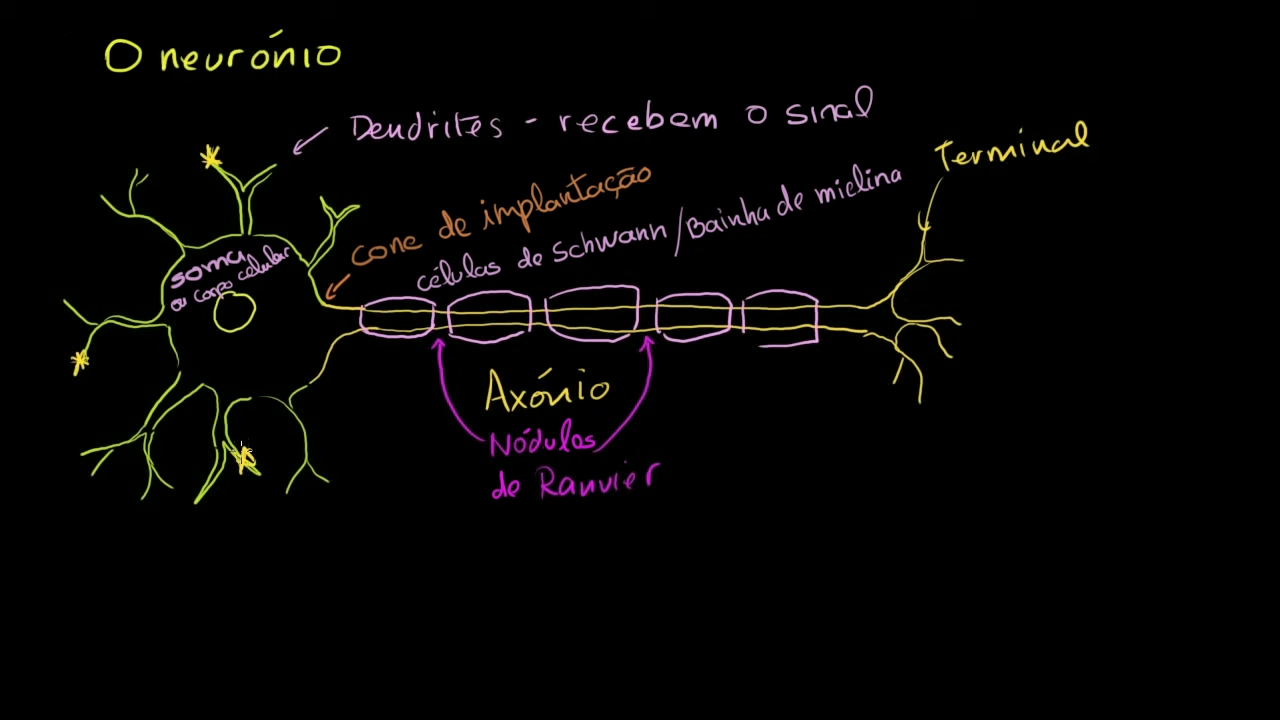 O neurónio
Dendrites - recebem o sinal
Terminal
cone de implantação
células de Schwann/Bainha de mielina
soma
ou corpo celular
Axónio
Nódulos
de Ranvier